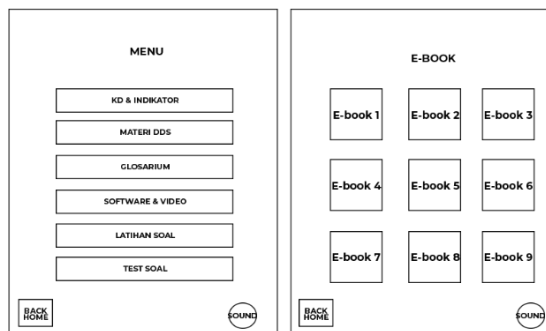 MENU
KD & INDIKATOR
MATERI DDS
GLOSARIUM
SOFTWARE & VIDEO
LATIHAN SOAL
TEST SOAL
BACK
HOME
SOUND
E-BOOK
E-book 1 E-book 2 E-book 3
E-book 4 E-book 5 E-book 6
E-book 7 E-book 8 E-book 9
BACK
HOME
SOUND